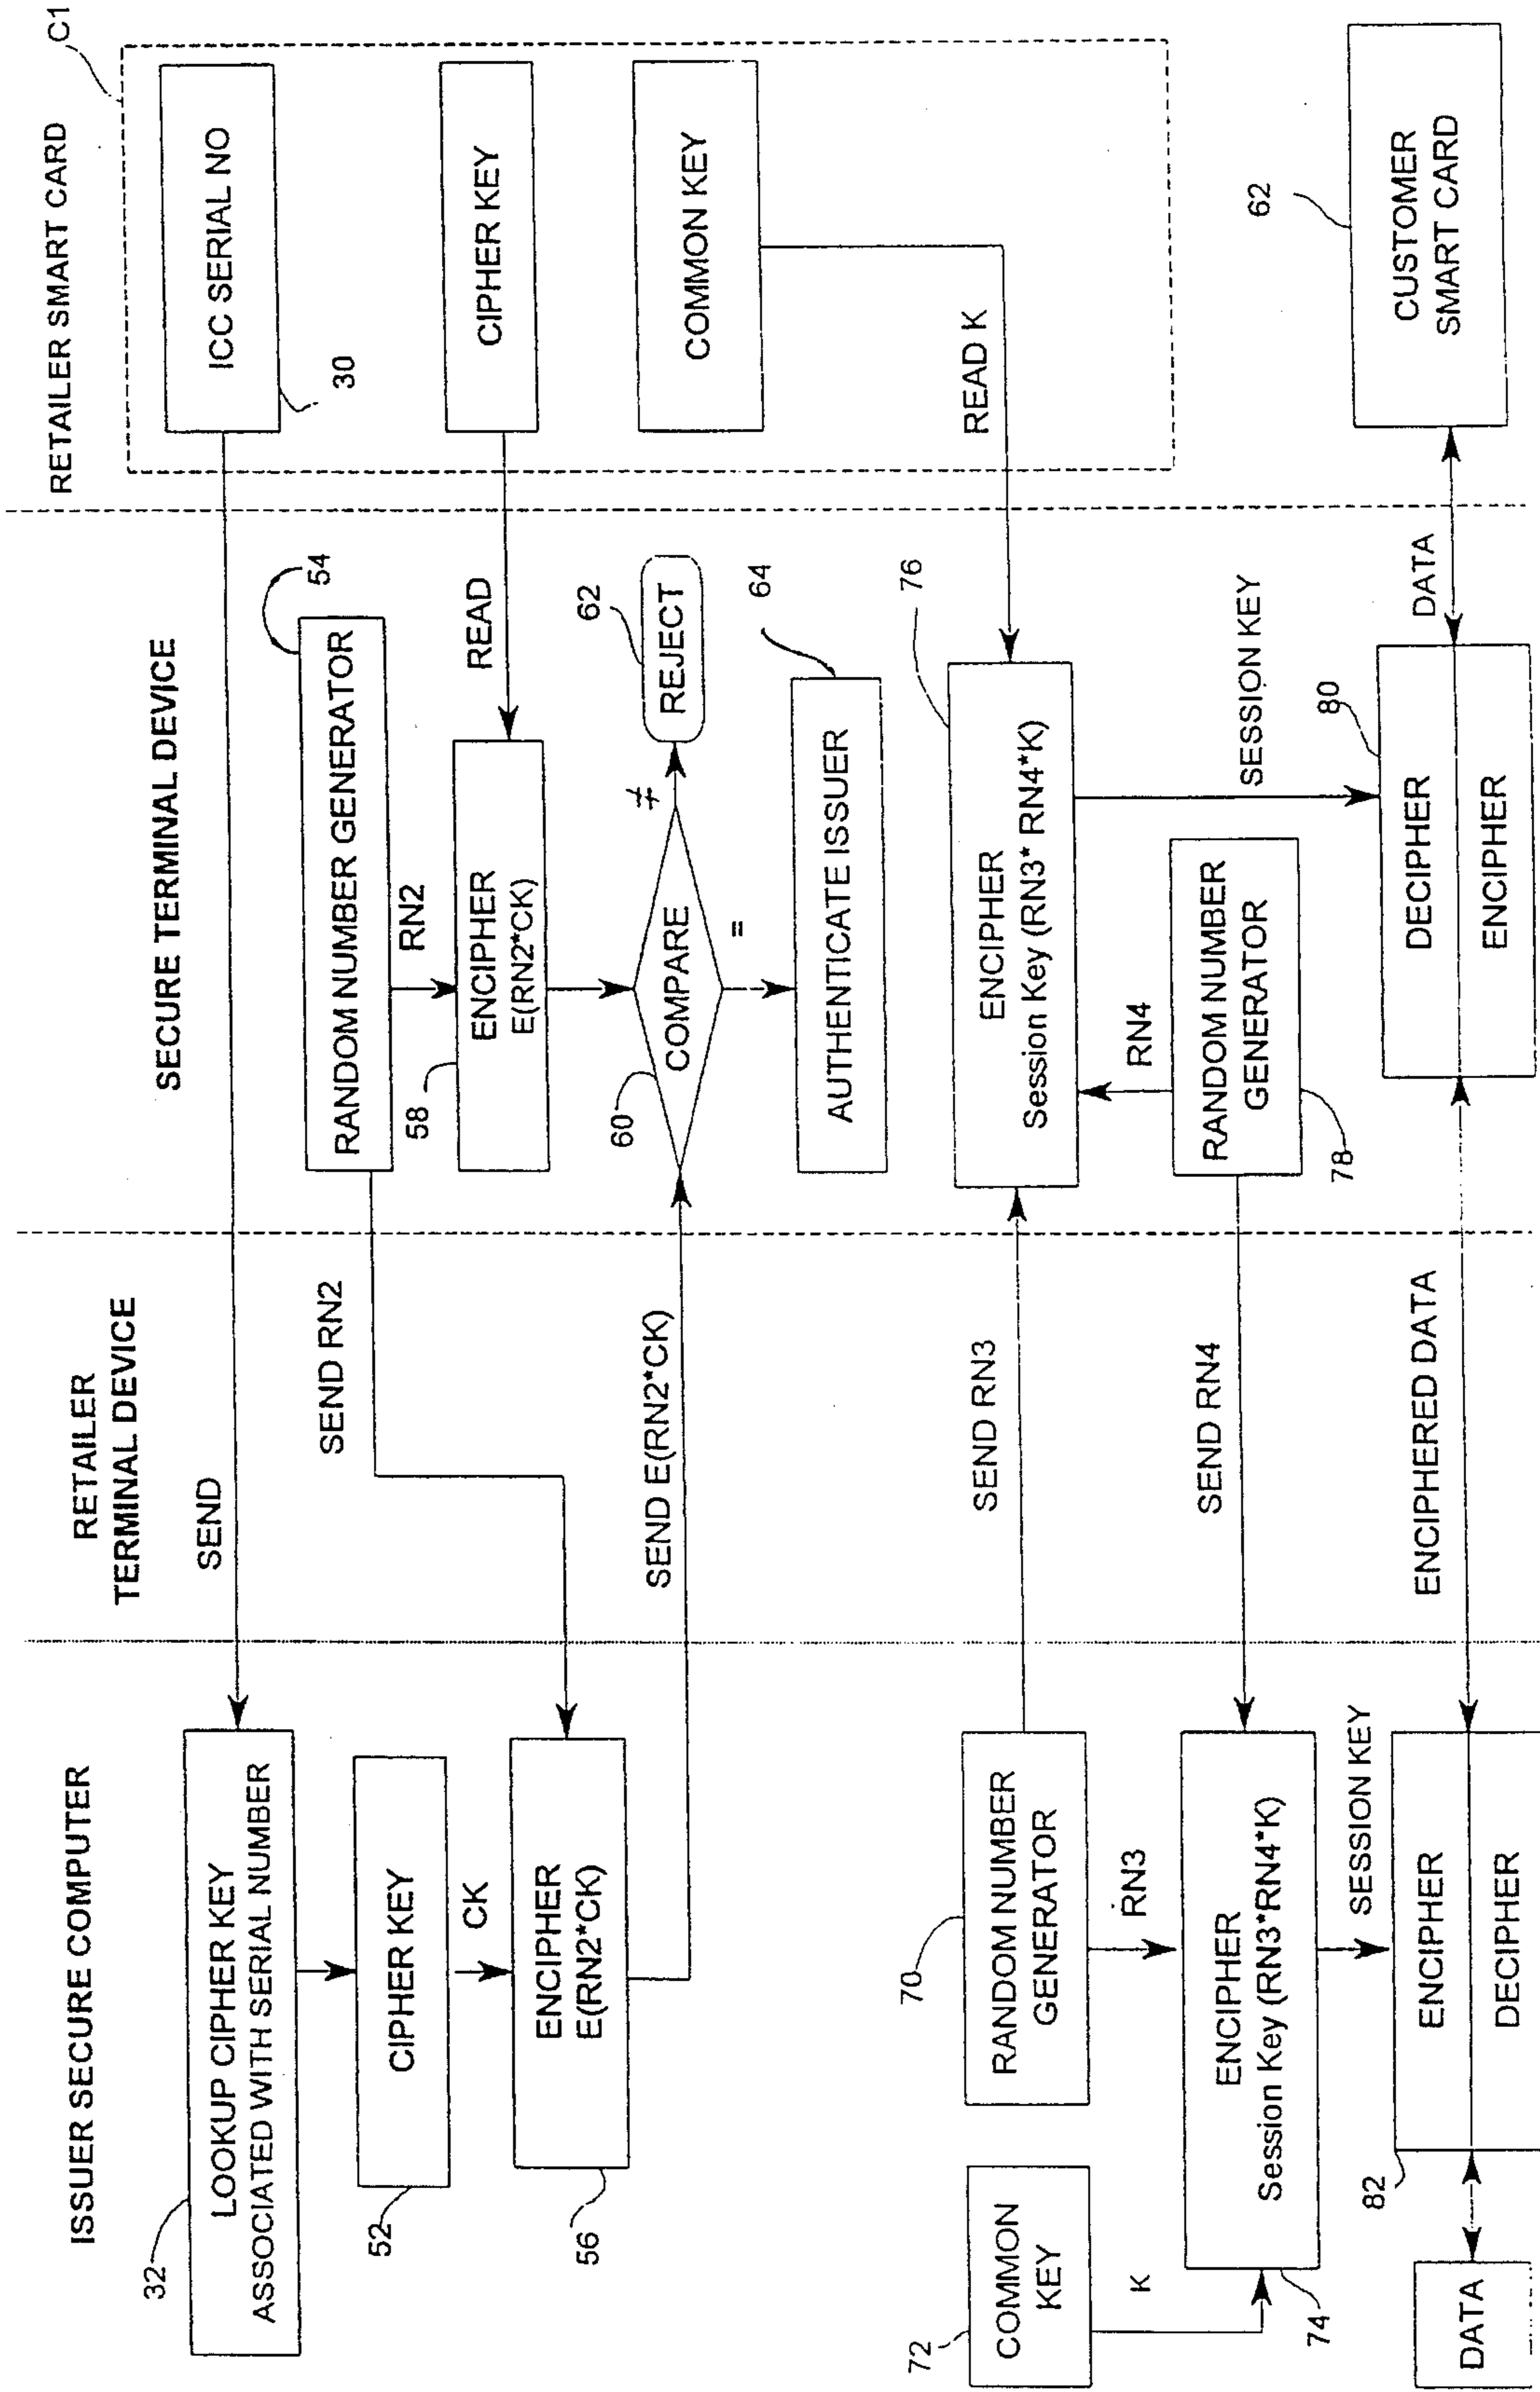 ISSUER SECURE COMPUTER
RETAILER
TERMINAL DEVICE
SECURE TERMINAL DEVICE
RETAILER SMART CARD
C1
32
LOOKUP CIPHER KEY
ASSOCIATED WITH SERIAL NUMBER
SEND
ICC SERIAL NO
30
52
CIPHER KEY
CK
SEND RN2
RANDOM NUMBER GENERATOR
54
RN2
56
ENCIPHER
E(RN2*CK)
58
ENCIPHER
E(RN2*CK)
READ
CIPHER KEY
SEND E(RN2*CK)
60
COMPARE
≠
62
REJECT
=
COMMON KEY
AUTHENTICATE ISSUER
64
70
RANDOM NUMBER
GENERATOR
RN3
SEND RN3
ENCIPHER
Session Key (RN3* RN4*K)
76
READ K
72
COMMON
KEY
K
74
ENCIPHER
Session Key (RN3*RN4*K)
SEND RN4
RN4
RANDOM NUMBER
GENERATOR
78
SESSION KEY
SESSION KEY
82
ENCIPHER
DECIPHER
DATA
ENCIPHERED DATA
80
DECIPHER
ENCIPHER
DATA
62
CUSTOMER
SMART CARD